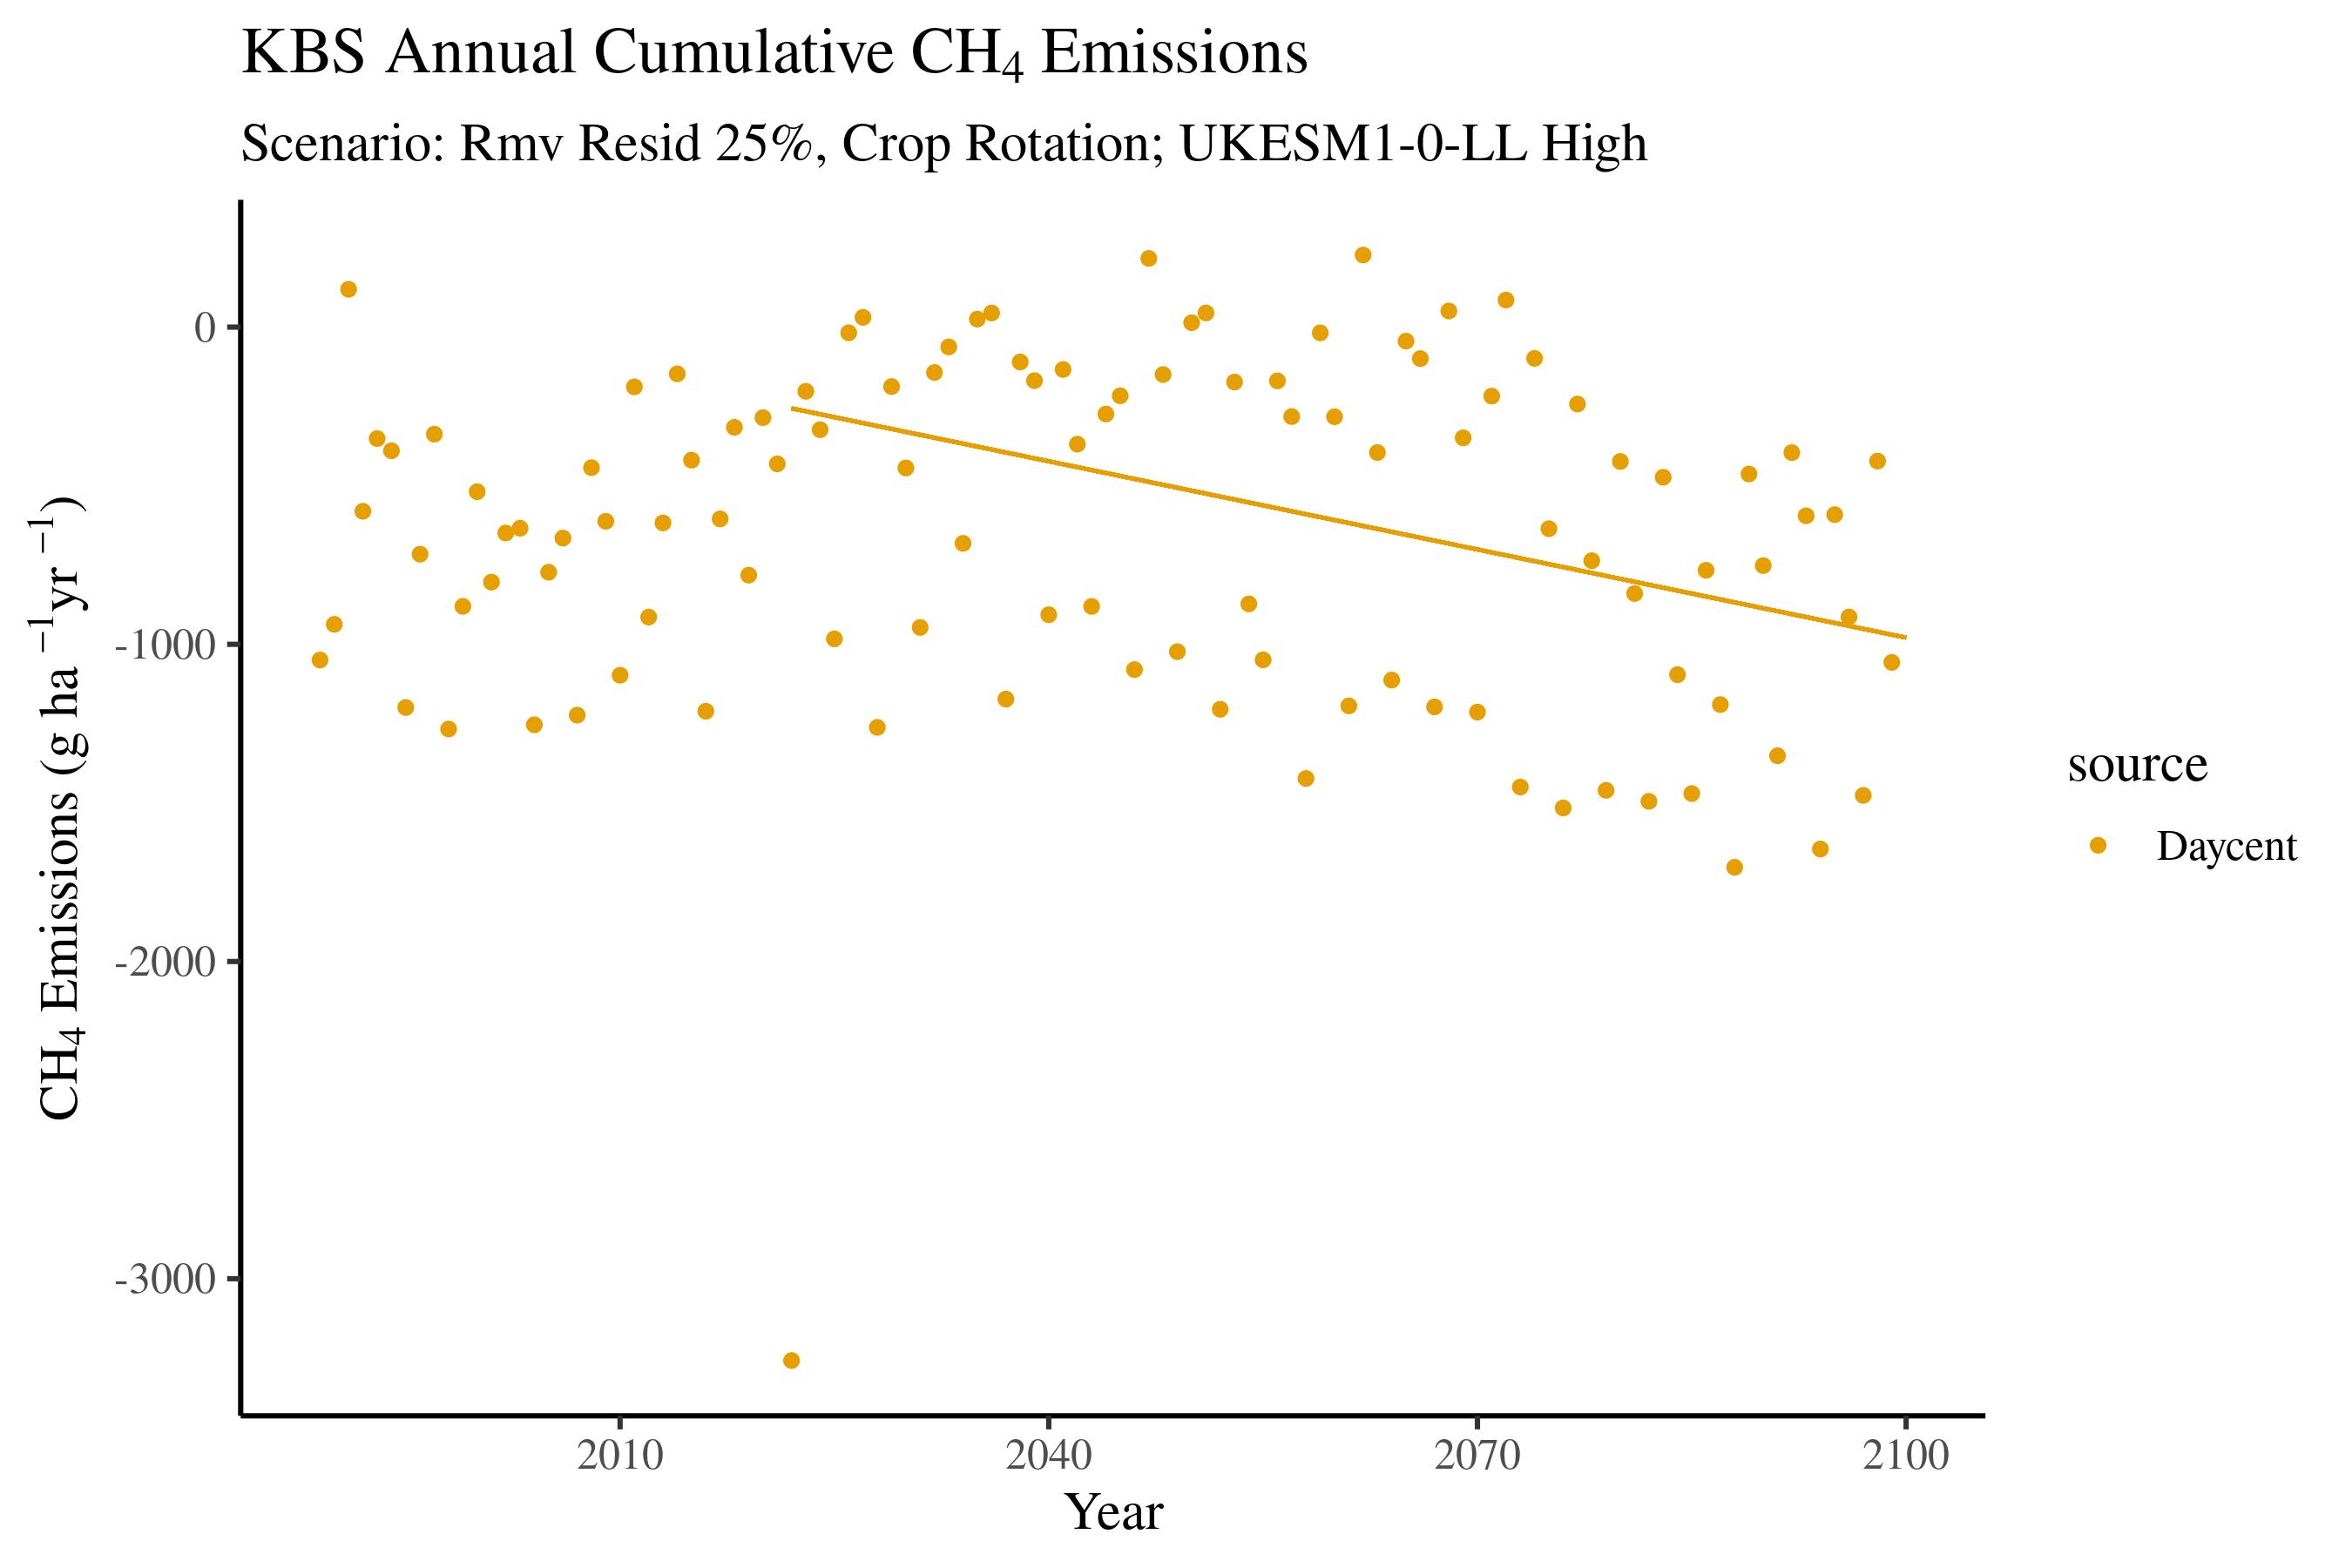 KBS Annual Cumulative CH₄ Emissions
Scenario: Rmv Resid 25%, Crop Rotation; UKESM1-0-LL High
CH₄ Emissions (g ha ⁻¹yr ⁻¹)
0
-1000
-2000
-3000
2010 2040 2070 2100
Year
source
Daycent